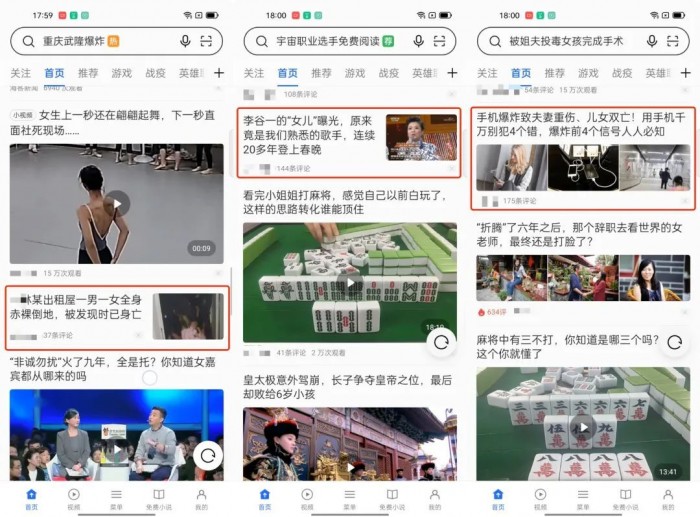 17:59
重庆武隆爆炸 热
关注 首页 推荐 游戏 战疫 英雄
小视频 女生上一秒还在翩翩起舞，下一秒直
面社死现场......
00:09
15 万次观看
某出租屋一男一女全身
赤裸倒地，被发现时已身亡
37条评论
“非诚勿扰”火了九年，全是托？你知道女嘉
宾都从哪来的吗
首页 视频 菜单 免费小说 我的
18:00
宇宙职业选手免费阅读 荐
关注 首页 推荐 游戏 战疫 英雄
108条评论
李谷一的“女儿”曝光，原来
竟是我们熟悉的歌手，连续
20多年登上春晚
144条评论
看完小姐姐打麻将，感觉自己以前白玩了，
这样的思路转化谁能顶住
18:19
41条评论 2万次观看
皇太极意外驾崩，长子争夺皇帝之位，最后
却败给6岁小孩
首页 视频 菜单 免费小说 我的
18:00
被姐夫投毒女孩完成手术
关注 首页 推荐 游戏 战疫 英雄
54条评论 15 万次观看
手机爆炸致夫妻重伤、儿女双亡！用手机千
万别犯4个错，爆炸前4个信号人人必知
175条评论
“折腾”了六年之后，那个辞职去看世界的女
老师，最终还是打脸了？
634评
麻将中有三不打，你知道是哪三个吗？
这个你就懂了
13:41
首页 视频 菜单 免费小说 我的